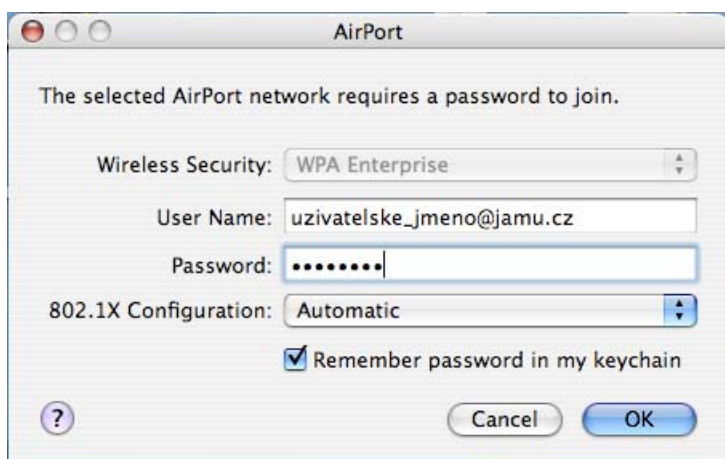 AirPort
The selected AirPort network requires a password to join.
Wireless Security: WPA Enterprise
User Name: uzivatelske_jmeno@jamu.cz
Password: ••••••••
802.1X Configuration: Automatic
Remember password in my keychain
? Cancel OK